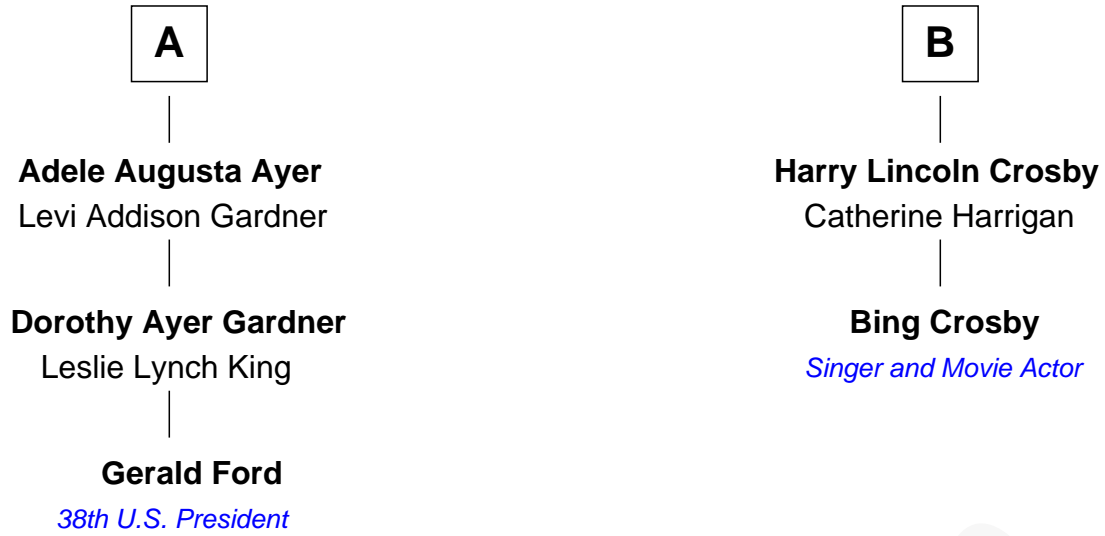 A
B
Adele Augusta Ayer
Levi Addison Gardner
Harry Lincoln Crosby
Catherine Harrigan
Dorothy Ayer Gardner
Leslie Lynch King
Bing Crosby
Singer and Movie Actor
Gerald Ford
38th U.S. President